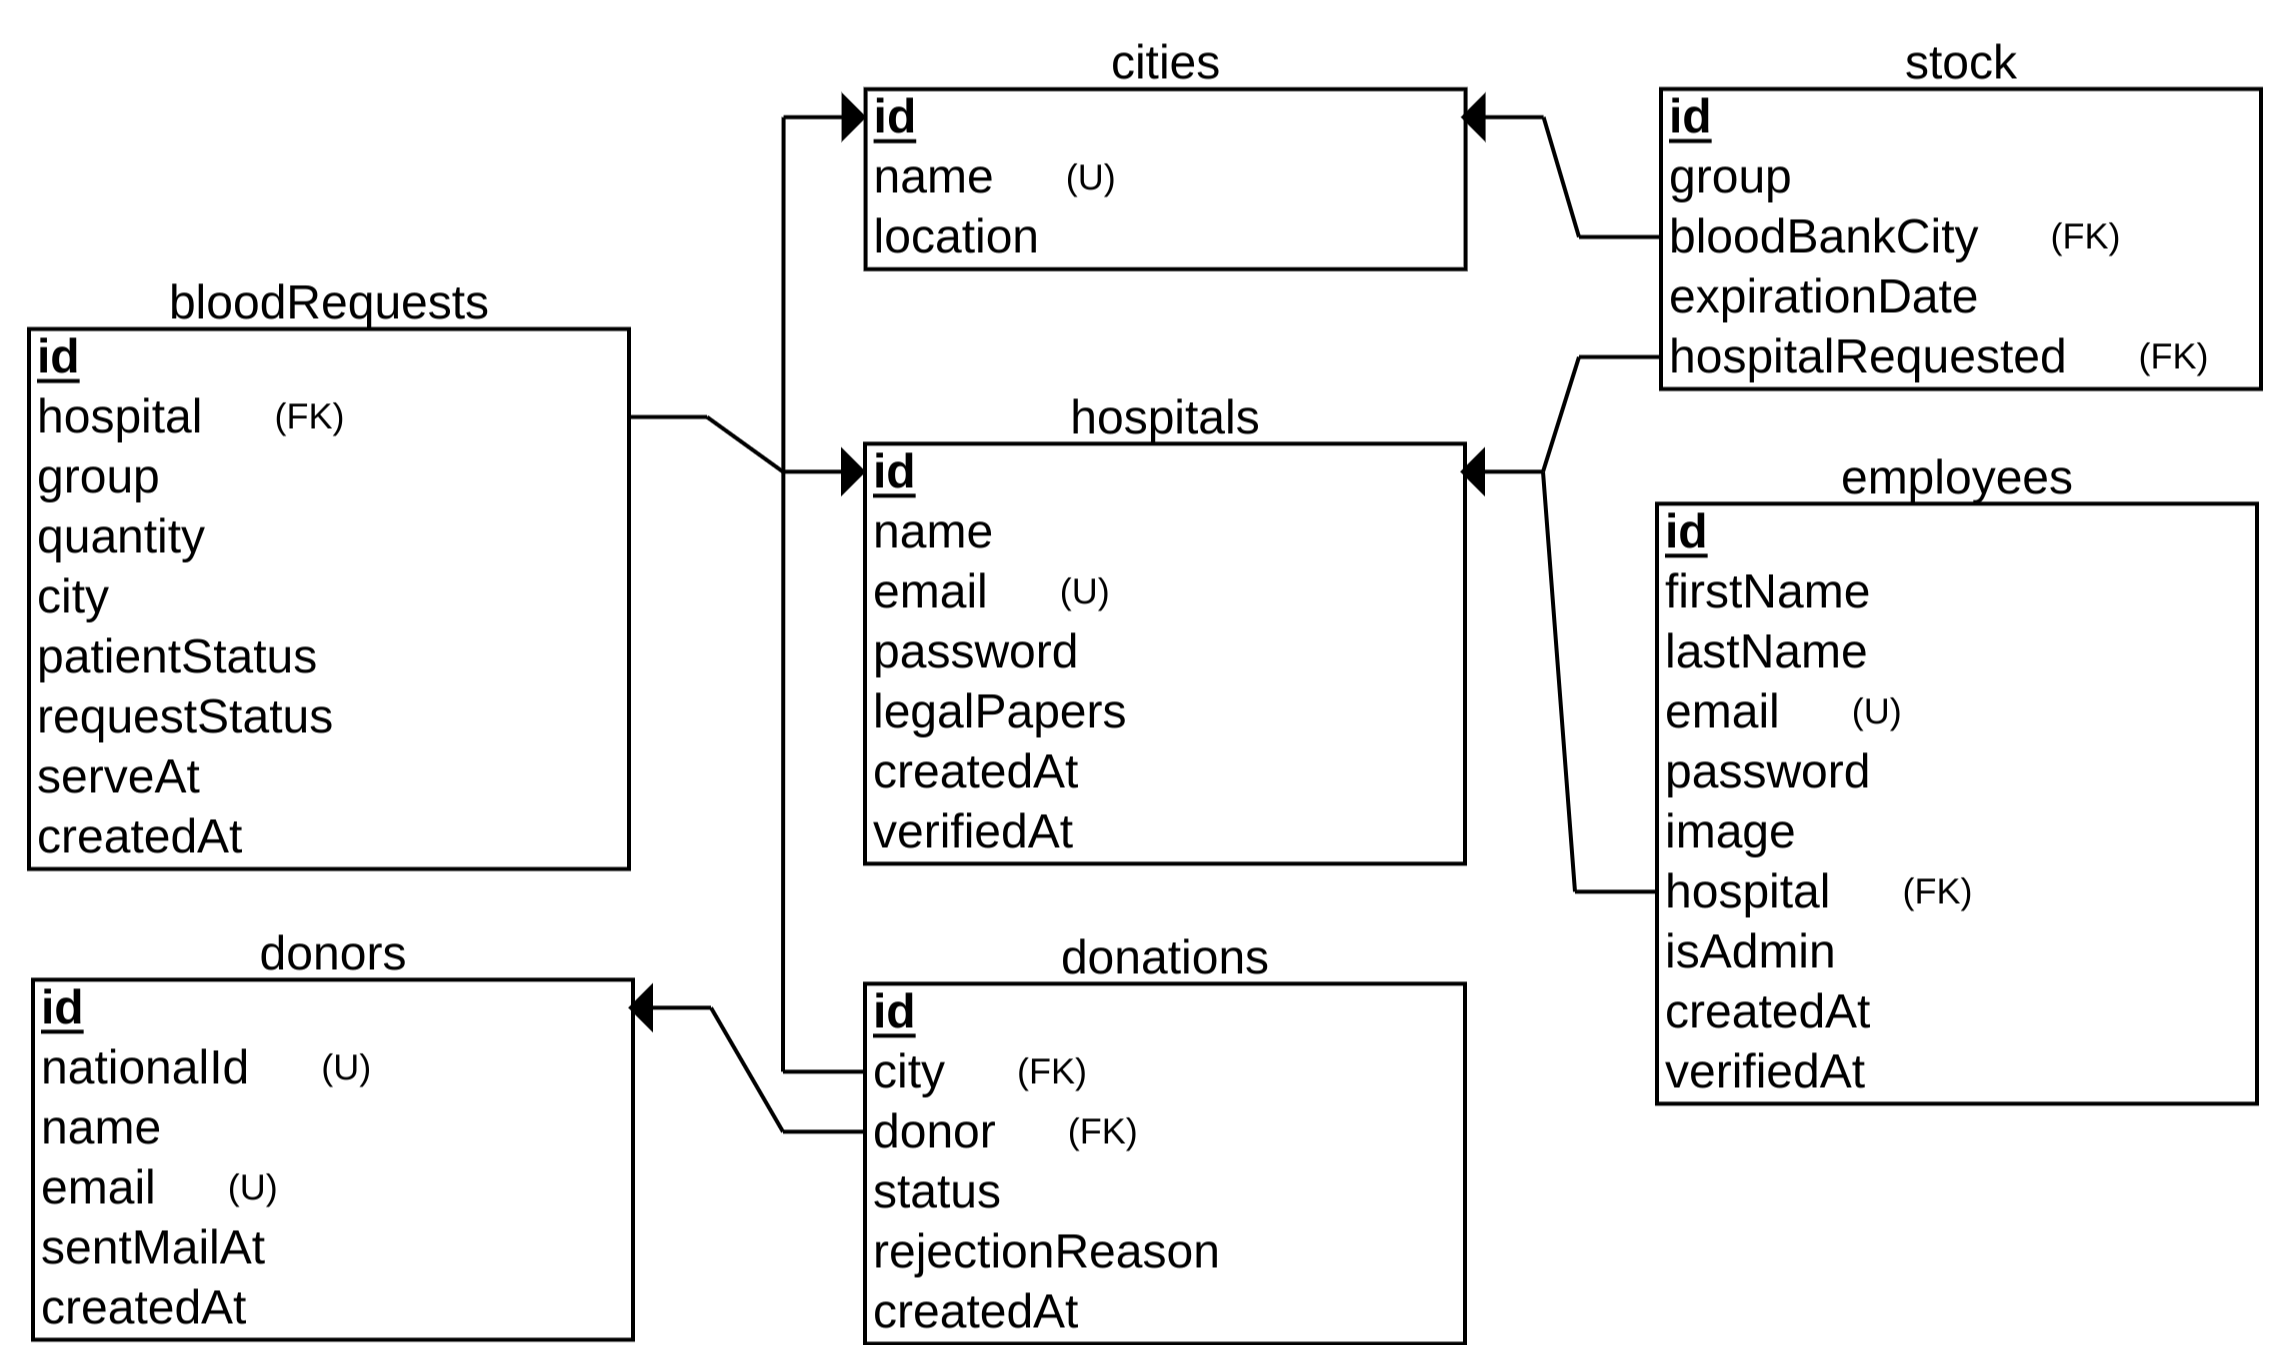 cities
id
name (U)
location
stock
id
group
bloodBankCity (FK)
expirationDate
hospitalRequested (FK)
bloodRequests
id
hospital (FK)
group
quantity
city
patientStatus
requestStatus
serveAt
createdAt
hospitals
id
name
email (U)
password
legalPapers
createdAt
verifiedAt
employees
id
firstName
lastName
email (U)
password
image
hospital (FK)
isAdmin
createdAt
verifiedAt
donors
id
nationalId (U)
name
email (U)
sentMailAt
createdAt
donations
id
city (FK)
donor (FK)
status
rejectionReason
createdAt